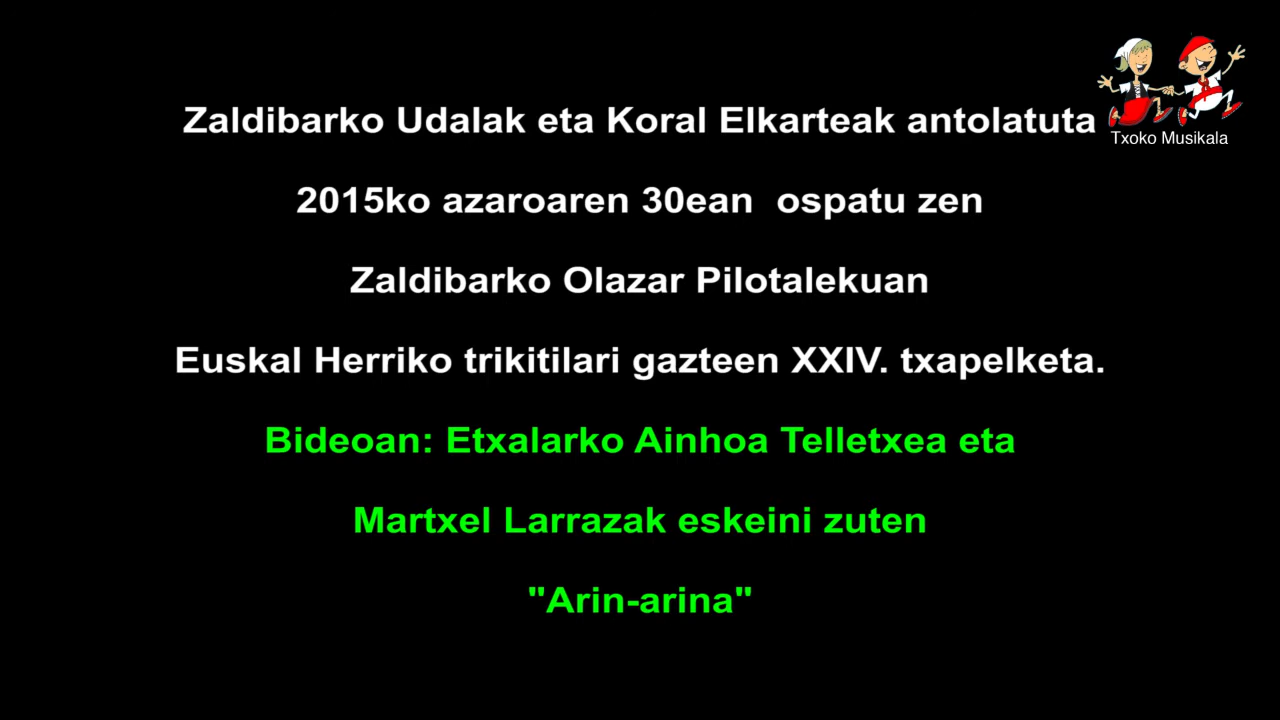 Zaldibarko Udalak eta Koral Elkarteak antolatuta
Txoko Musikala
2015ko azaroaren 30ean  ospatu zen
Zaldibarko Olazar Pilotalekuan
Euskal Herriko trikitilari gazteen XXIV. txapelketa.
Bideoan: Etxalarko Ainhoa Telletxea eta
Martxel Larrazak eskeini zuten
"Arin-arina"